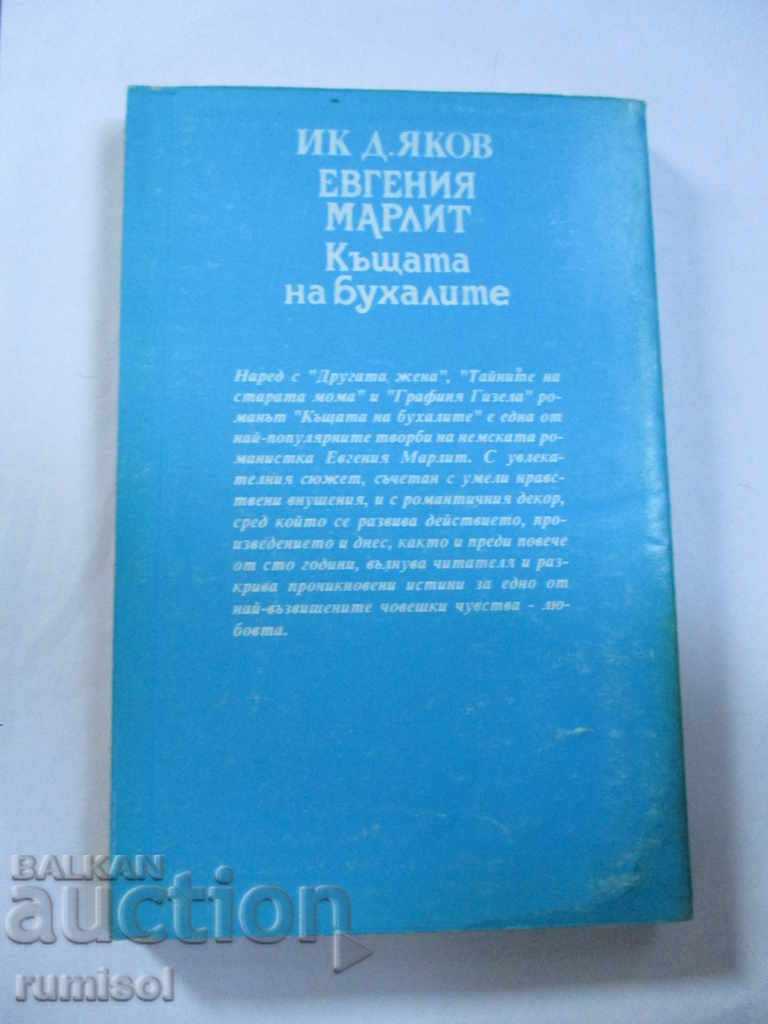 ИК Д. ЯКОВ
ЕВГЕНИЯ
МАРЛИТ
Къщата
на бухалите
Наред с "Другата жена", "Тайните на
старата мома" и "Графиня Гизела" ро-
манът "Къщата на бухалите" е една от
най-популярните творби на немската ро-
манистка Евгения Марлит. С увлека-
телния сюжет, съчетан с умели нравс-
твени внушения, и с романтичния декор,
сред който се развива действието, про-
изведението и днес, както и преди повече
от сто години, вълнува читателя и раз-
крива проникновени истини за едно от
най-възвишените човешки чувства - лю-
бовта.
BALKAN
auction
rumisol